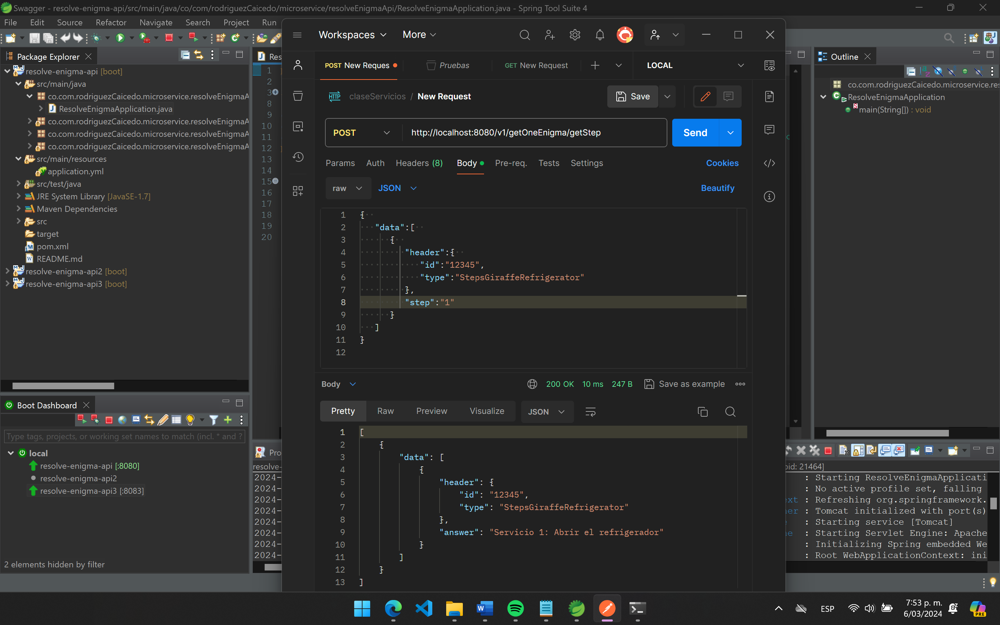 Swagger - resolve-enigma-api/src/main/java/co/com/rodriguezCaicedo/microservice/resolveEnigmaApi/ResolveEnigmaApplication.java - Spring Tool Suite 4
File Edit Source Refactor Navigate Search Project Run
Package Explorer
resolve-enigma-api [boot]
src/main/java
co.com.rodriguezCaicedo.microservice.resolveEnigmaA
ResolveEnigmaApplication.java
co.com.rodriguezCaicedo.microservice.resolveEnigmaA
co.com.rodriguezCaicedo.microservice.resolveEnigmaA
co.com.rodriguezCaicedo.microservice.resolveEnigmaA
src/main/resources
application.yml
src/test/java
JRE System Library [JavaSE-1.7]
Maven Dependencies
src
target
pom.xml
README.md
resolve-enigma-api2 [boot]
resolve-enigma-api3 [boot]
Boot Dashboard
Type tags, projects, or working set names to match (incl. * and ?
local
resolve-enigma-api [:8080]
resolve-enigma-api2
resolve-enigma-api3 [:8083]
2 elements hidden by filter
Res
1
2
3
8
9
10
11
12
13
14
15
16
17
18
19
20
Pro
resolve-
2024-
2024-
2024-
2024-
2024-
2024-
2024-
2024-
Workspaces More
POST New Reques Pruebas GET New Request LOCAL
HTTP claseServicios / New Request Save
POST http://localhost:8080/v1/getOneEnigma/getStep Send
Params Auth Headers (8) Body Pre-req. Tests Settings Cookies
raw JSON Beautify
1 {
2 "data":[
3 {
4 "header":{
5 "id":"12345",
6 "type":"StepsGiraffeRefrigerator"
7 },
8 "step":"1"
9 }
10 ]
11 }
12
Body 200 OK 10 ms 247 B Save as example
Pretty Raw Preview Visualize JSON
1 [
2 {
3 "data": [
4 {
5 "header": {
6 "id": "12345",
7 "type": "StepsGiraffeRefrigerator"
8 },
9 "answer": "Servicio 1: Abrir el refrigerador"
10 }
11 ]
12 }
13 ]
Outline
co.com.rodriguezCaicedo.microservice.re
ResolveEnigmaApplication
main(String[]) : void
pid: 21464]
: Starting ResolveEnigmaApplicati
: No active profile set, falling
ext : Refreshing org.springframework.
er : Tomcat initialized with port(s)
: Starting service [Tomcat]
ne : Starting Servlet Engine: Apache
: Initializing Spring embedded We
: Root WebApplicationContext: ini
ESP
7:53 p. m.
6/03/2024
PRE